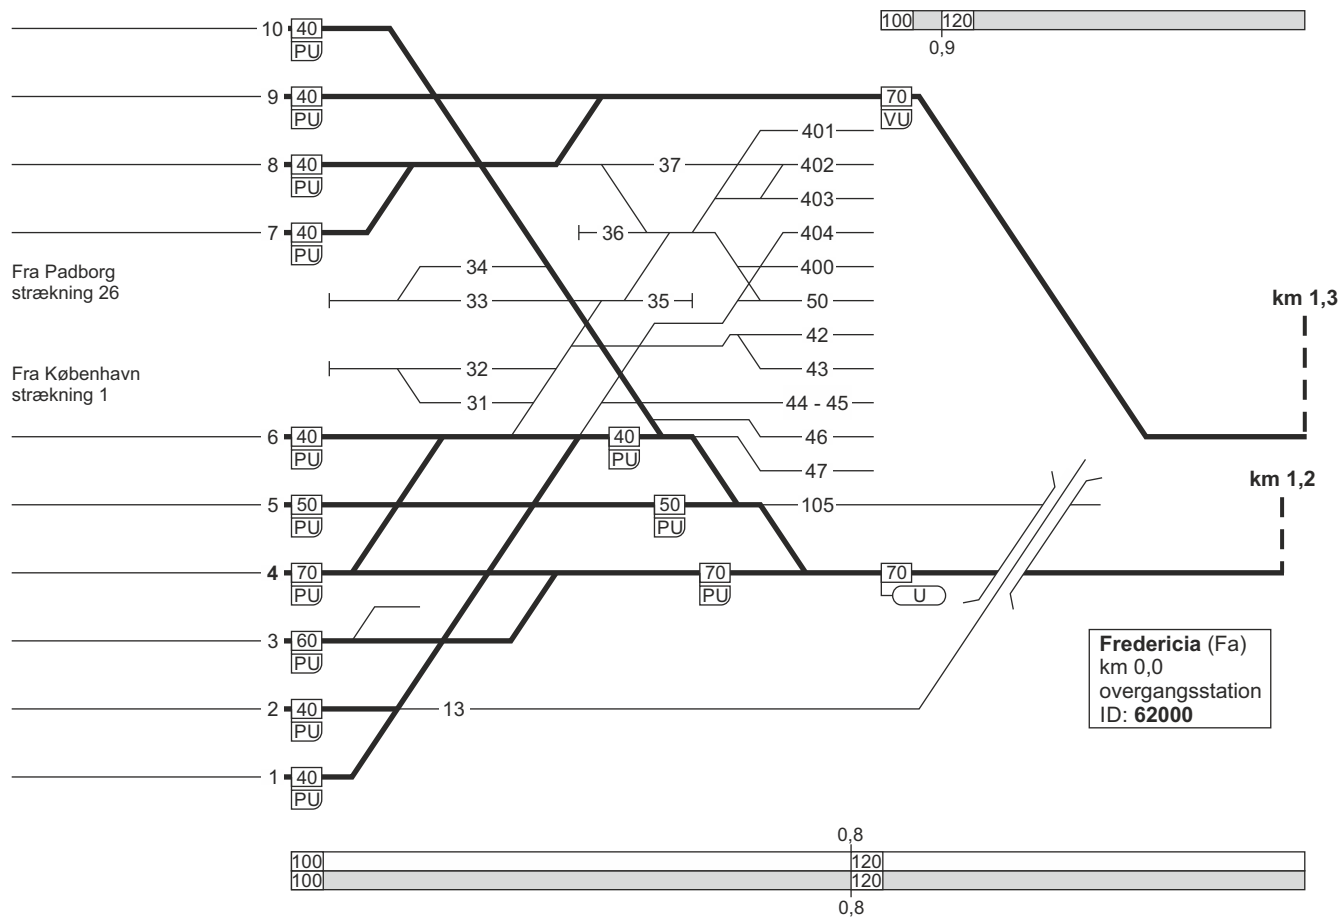 100 120
0,9
10 40
PU
9 40
PU
70
VU
401
8 40
PU
37
402
403
7 40
PU
36
404
Fra Padborg
strækning 26
34
400
33
35
50
km 1,3
42
Fra København
strækning 1
32
43
31
44 - 45
6 40
PU
40
PU
46
47
km 1,2
5 50
PU
50
PU
105
4 70
PU
70
PU
70
U
3 60
PU
Fredericia (Fa)
km 0,0
overgangsstation
ID: 62000
2 40
PU
13
1 40
PU
0,8
100 120
100 120
0,8